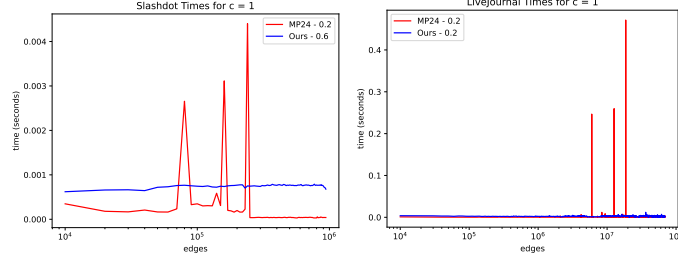 Slashdot Times for c = 1
MP24 - 0.2
Ours - 0.6
0.004
0.003
0.002
0.001
0.000
time (seconds)
10^4
10^5
10^6
edges
LiveJournal Times for c = 1
MP24 - 0.2
Ours - 0.2
0.4
0.3
0.2
0.1
0.0
time (seconds)
10^4
10^5
10^6
10^7
edges